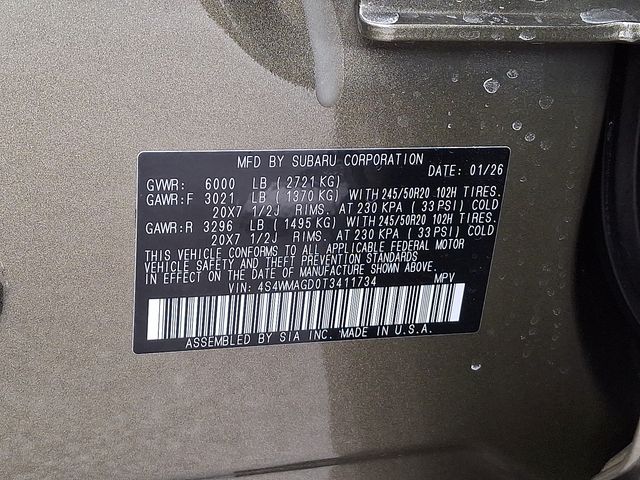 MFD BY SUBARU CORPORATION
DATE: 01/26
GVWR: 6000 LB ( 2721 KG)
GAWR:F 3021 LB ( 1370 KG) WITH 245/50R20 102H TIRES.
20X7 1/2J RIMS. AT 230 KPA ( 33 PSI) COLD
GAWR:R 3296 LB ( 1495 KG) WITH 245/50R20 102H TIRES.
20X7 1/2J RIMS. AT 230 KPA ( 33 PSI) COLD
THIS VEHICLE CONFORMS TO ALL APPLICABLE FEDERAL MOTOR
VEHICLE SAFETY AND THEFT PREVENTION STANDARDS
IN EFFECT ON THE DATE OF MANUFACTURE SHOWN ABOVE.
VIN: 4S4WMAGD0T3411734 MPV
ASSEMBLED BY SIA INC. MADE IN U.S.A.